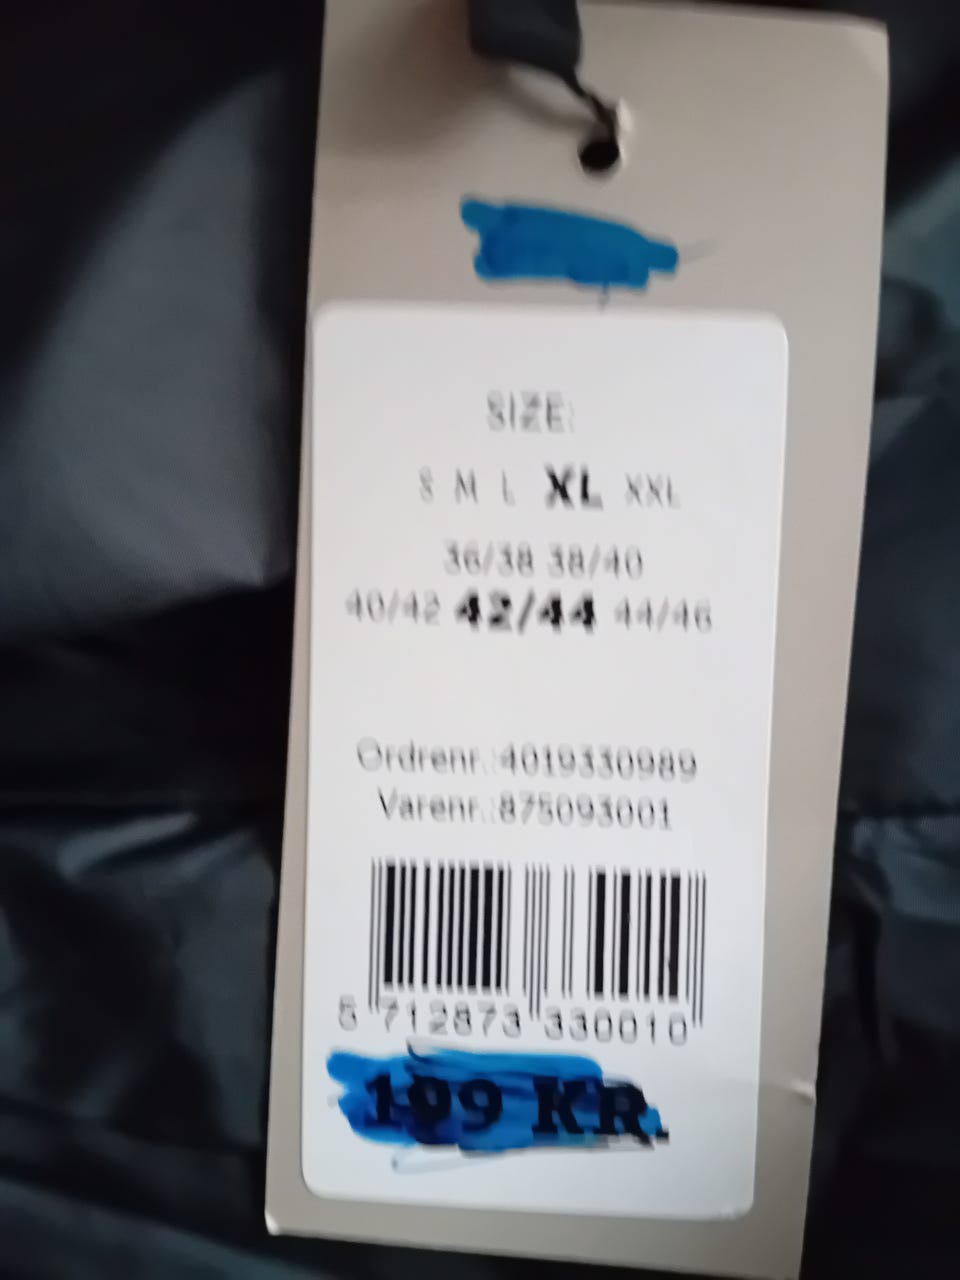 SIZE:
S M L XL XXL
36/38 38/40
40/42 42/44 44/46
Ordrenr.:4019330989
Varenr.:875093001
5 712873 330010
KR.